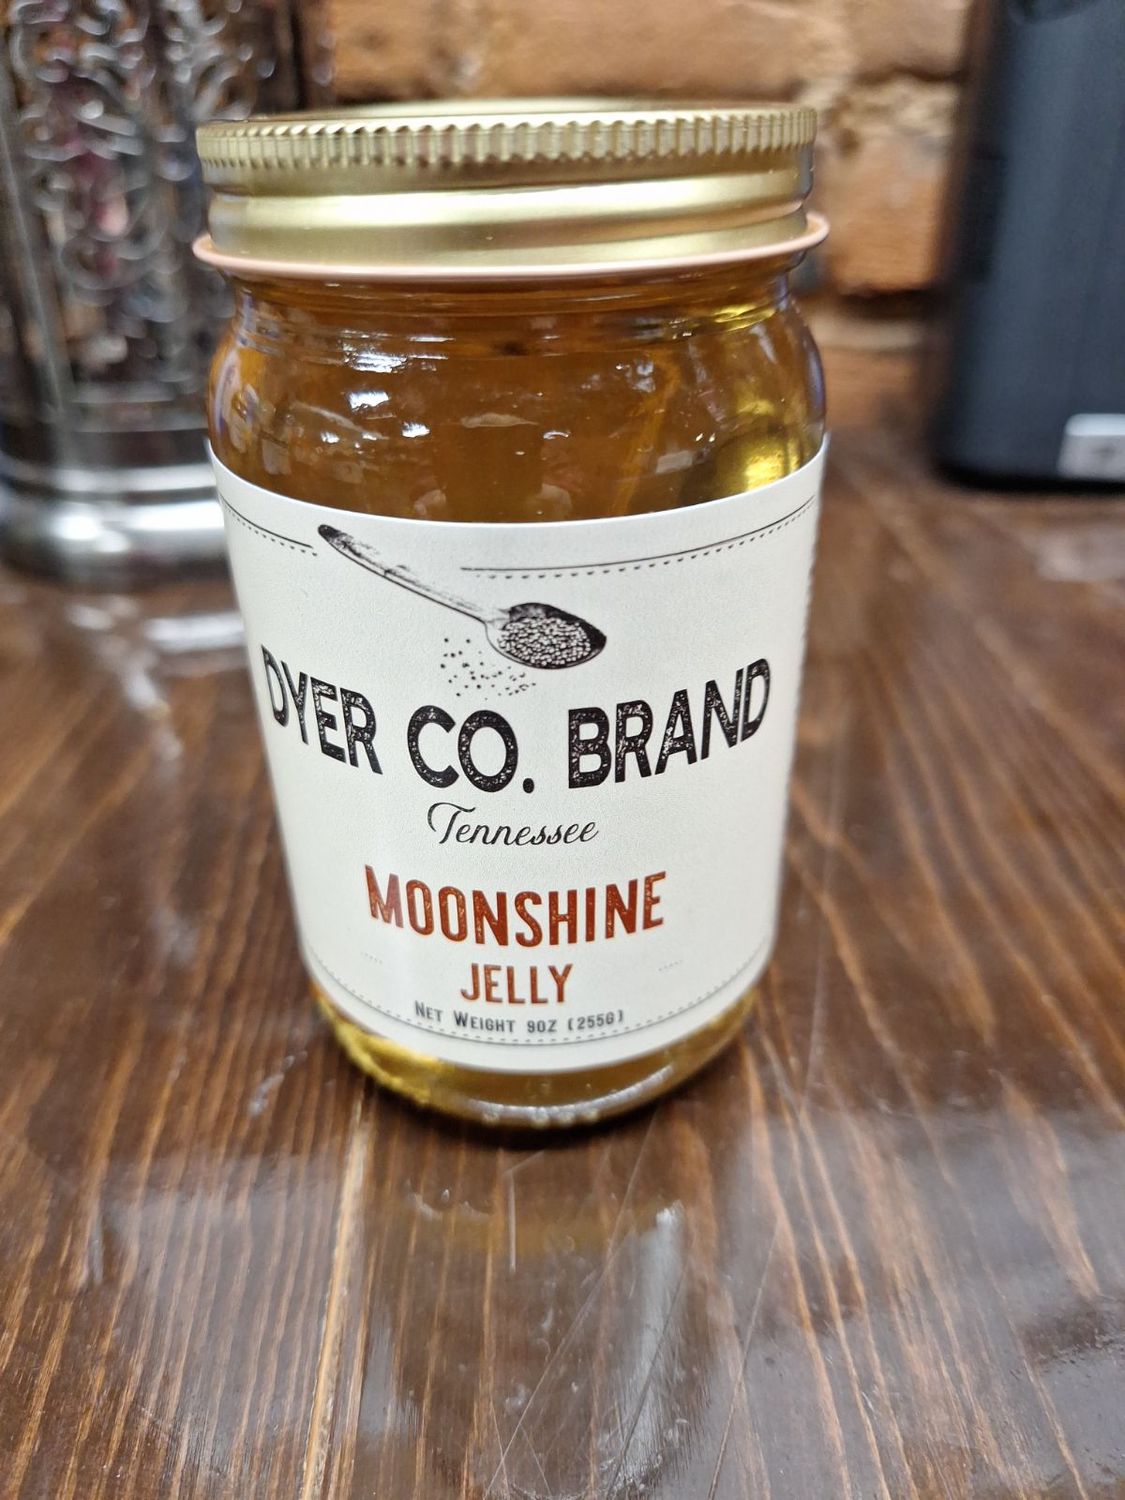 DYER CO. BRAND
Tennessee
MOONSHINE
JELLY
NET WEIGHT 9OZ (255G)